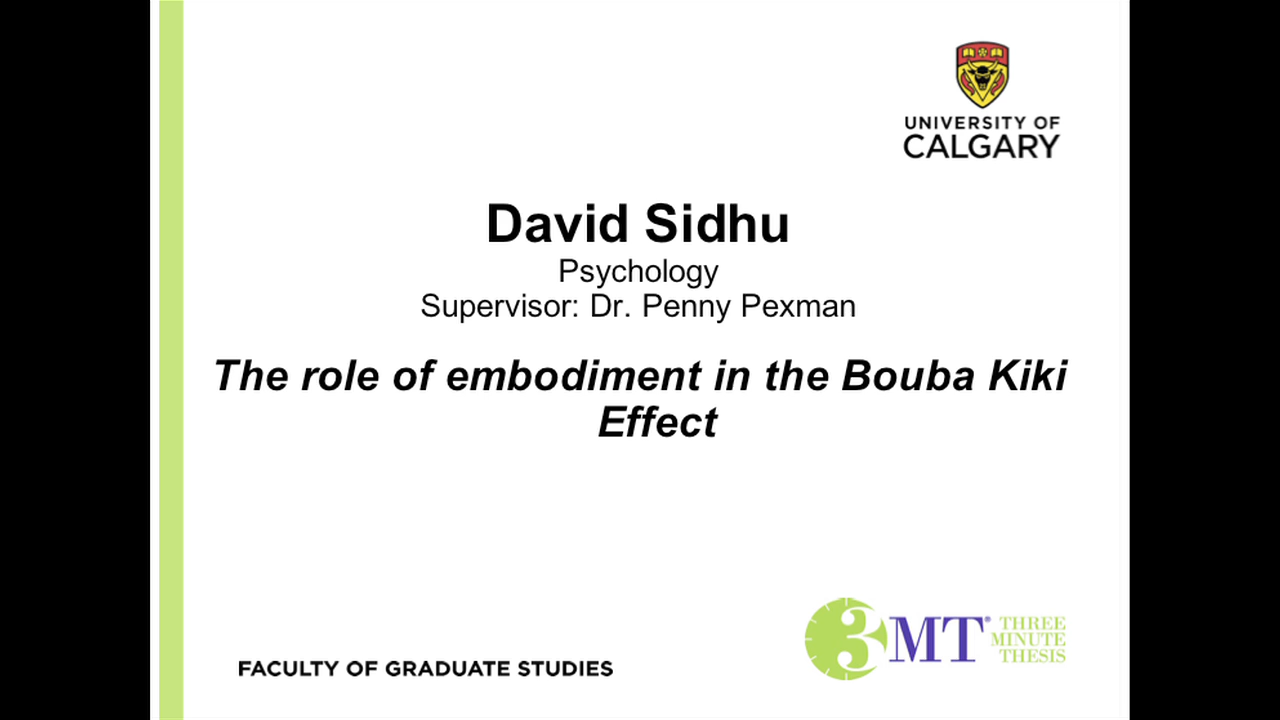 UNIVERSITY OF
CALGARY
David Sidhu
Psychology
Supervisor: Dr. Penny Pexman
The role of embodiment in the Bouba Kiki
Effect
3MT® THREE
MINUTE
THESIS
FACULTY OF GRADUATE STUDIES